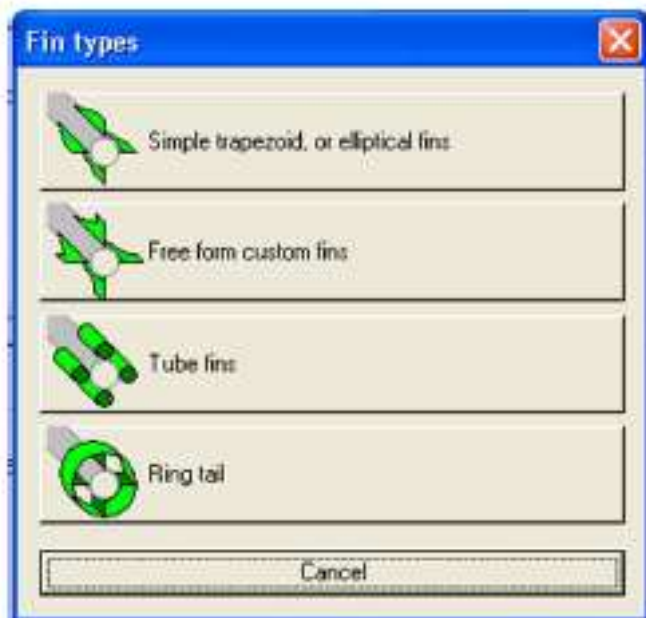 Fin types
Simple trapezoid, or elliptical fins
Free form custom fins
Tube fins
Ring tail
Cancel